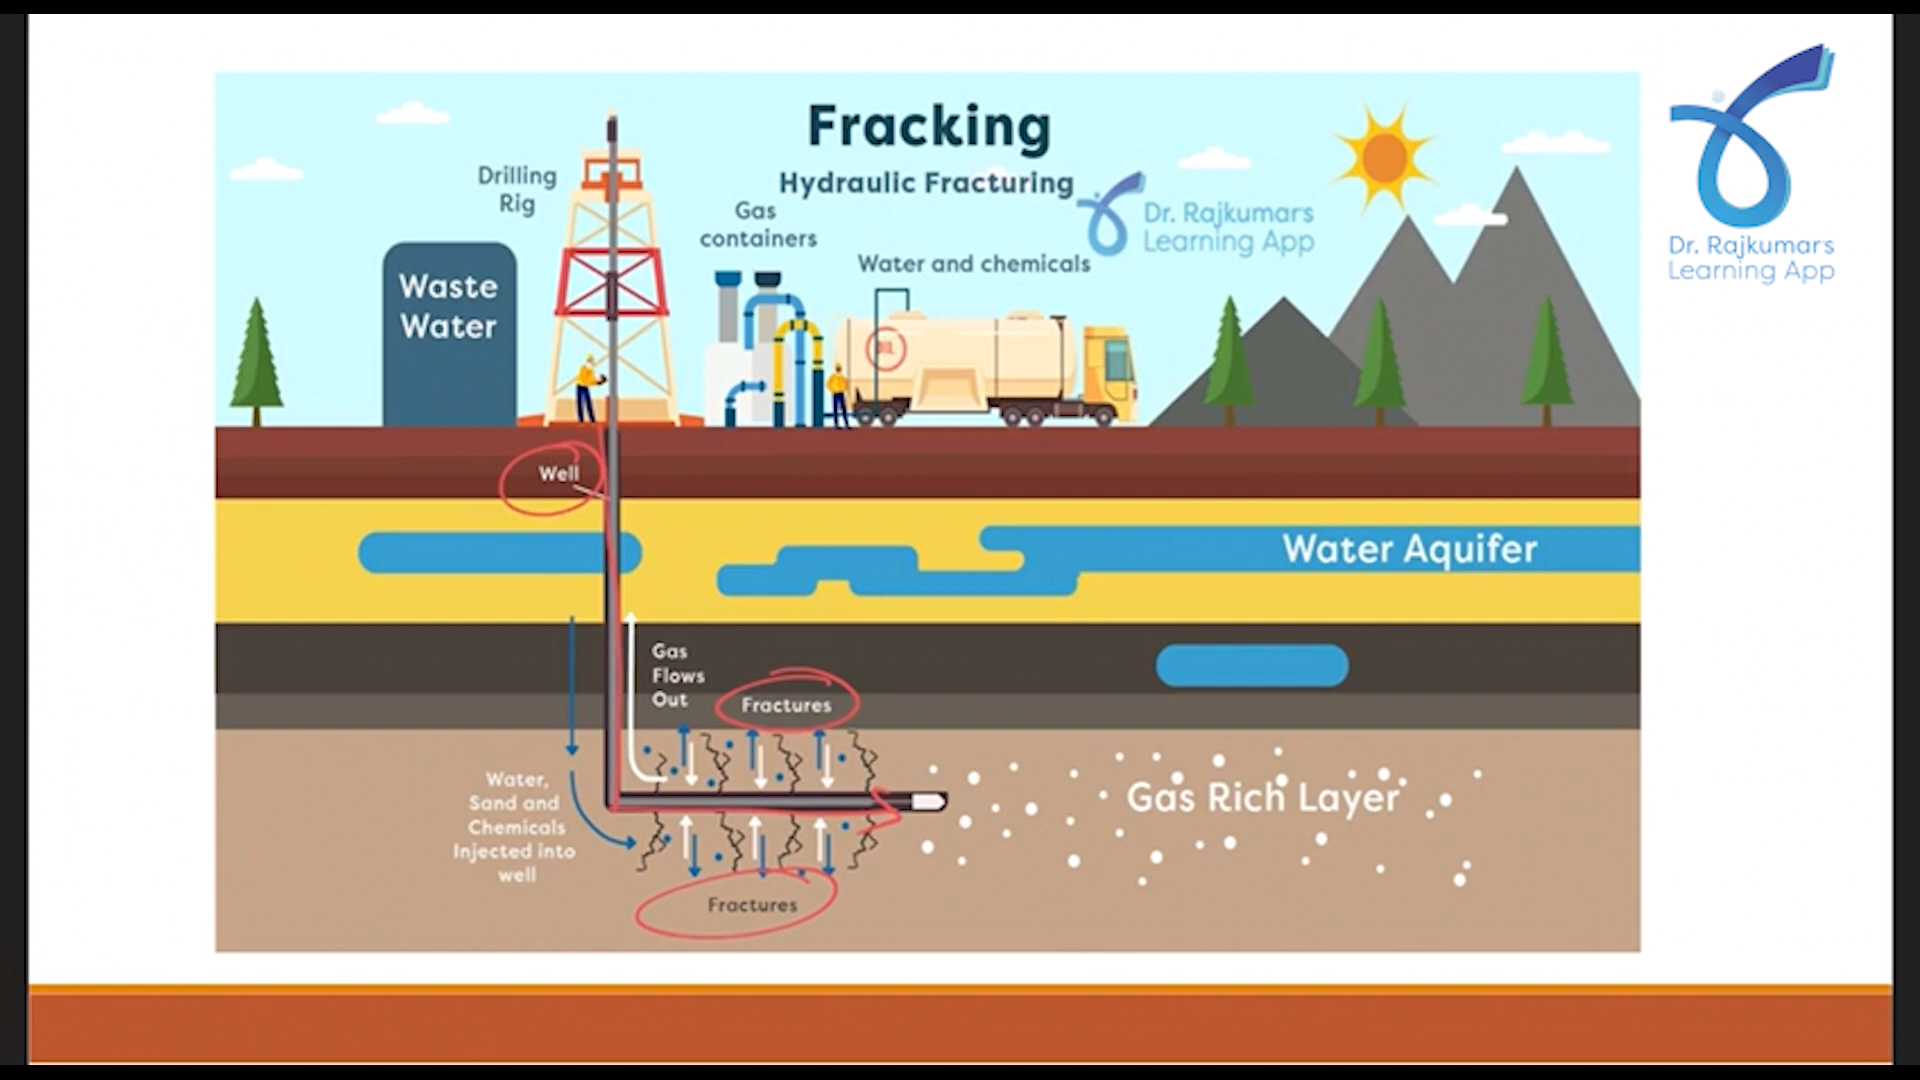 Fracking
Hydraulic Fracturing
Drilling
Rig
Gas
containers
Dr. Rajkumars
Learning App
Dr. Rajkumars
Learning App
Water and chemicals
Waste
Water
Well
Water Aquifer
Gas
Flows
Out
Fractures
Water,
Sand and
Chemicals
Injected into
well
Gas Rich Layer
Fractures